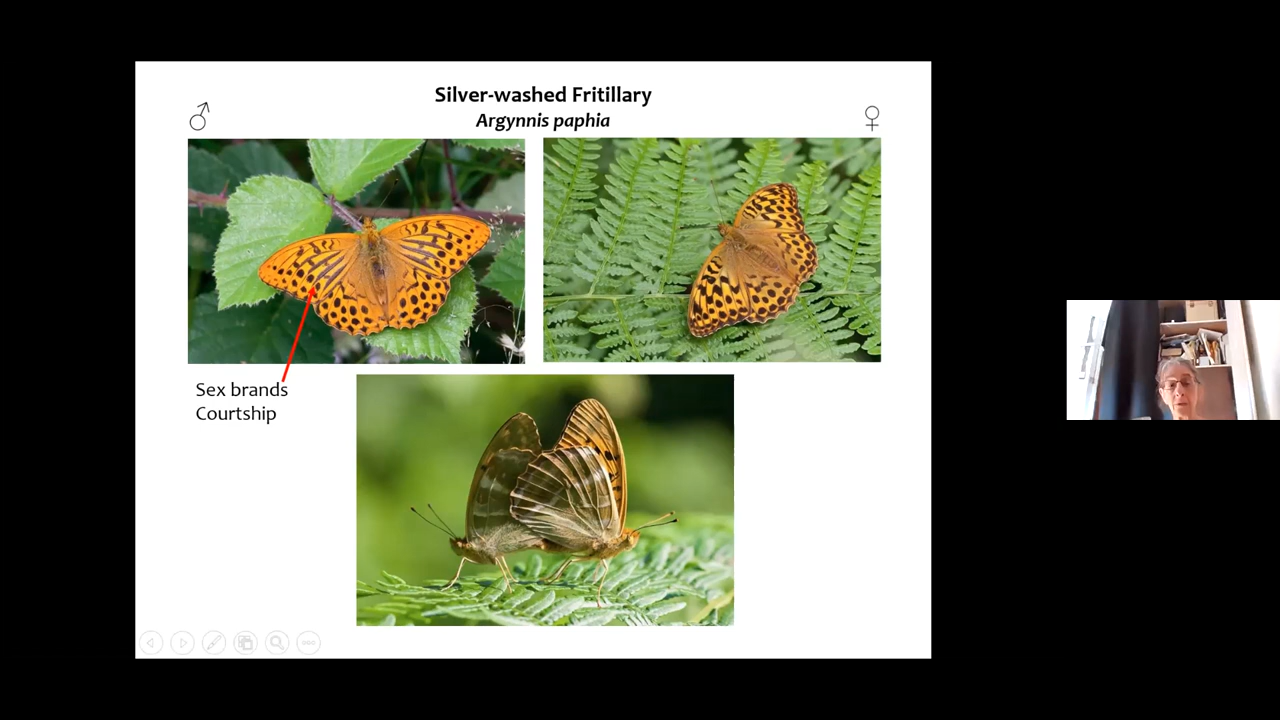 Silver-washed Fritillary
Argynnis paphia
♂
♀
Sex brands
Courtship